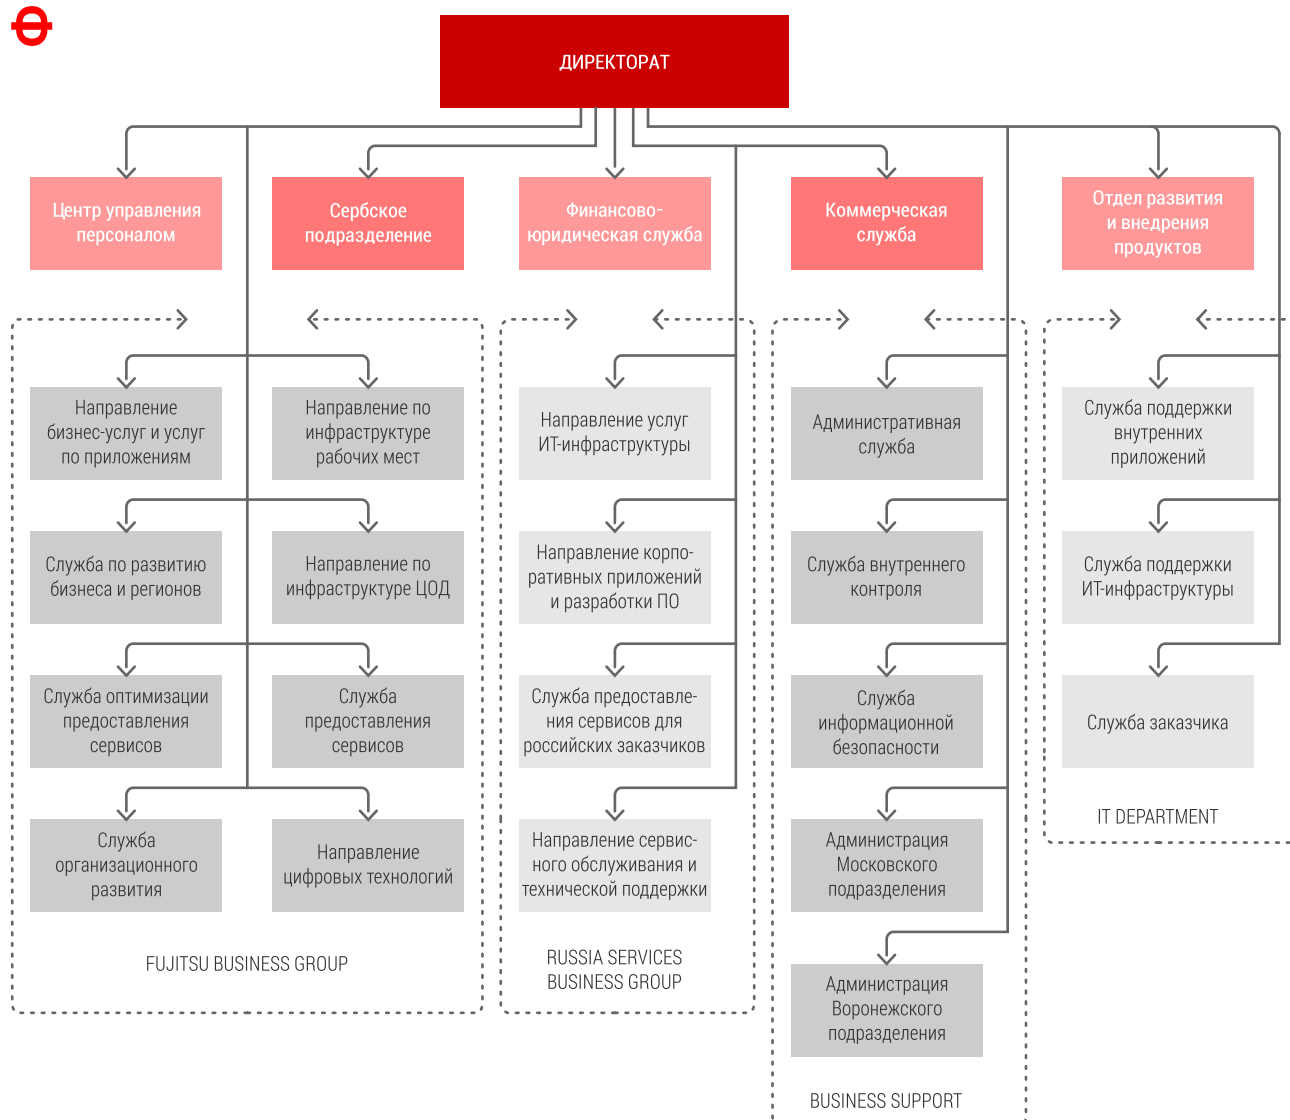 ДИРЕКТОРАТ
Центр управления
персоналом
Сербское
подразделение
Финансово-
юридическая служба
Коммерческая
служба
Отдел развития
и внедрения
продуктов
Направление
бизнес-услуг и услуг
по приложениям
Направление по
инфраструктуре
рабочих мест
Служба по развитию
бизнеса и регионов
Направление по
инфраструктуре ЦОД
Служба оптимизации
предоставления
сервисов
Служба
предоставления
сервисов
Служба
организационного
развития
Направление
цифровых технологий
FUJITSU BUSINESS GROUP
Направление услуг
ИТ-инфраструктуры
Направление корпо-
ративных приложений
и разработки ПО
Служба предоставле-
ния сервисов для
российских заказчиков
Направление сервис-
ного обслуживания и
технической поддержки
RUSSIA SERVICES
BUSINESS GROUP
Административная
служба
Служба внутреннего
контроля
Служба
информационной
безопасности
Администрация
Московского
подразделения
Администрация
Воронежского
подразделения
BUSINESS SUPPORT
Служба поддержки
внутренних
приложений
Служба поддержки
ИТ-инфраструктуры
Служба заказчика
IT DEPARTMENT